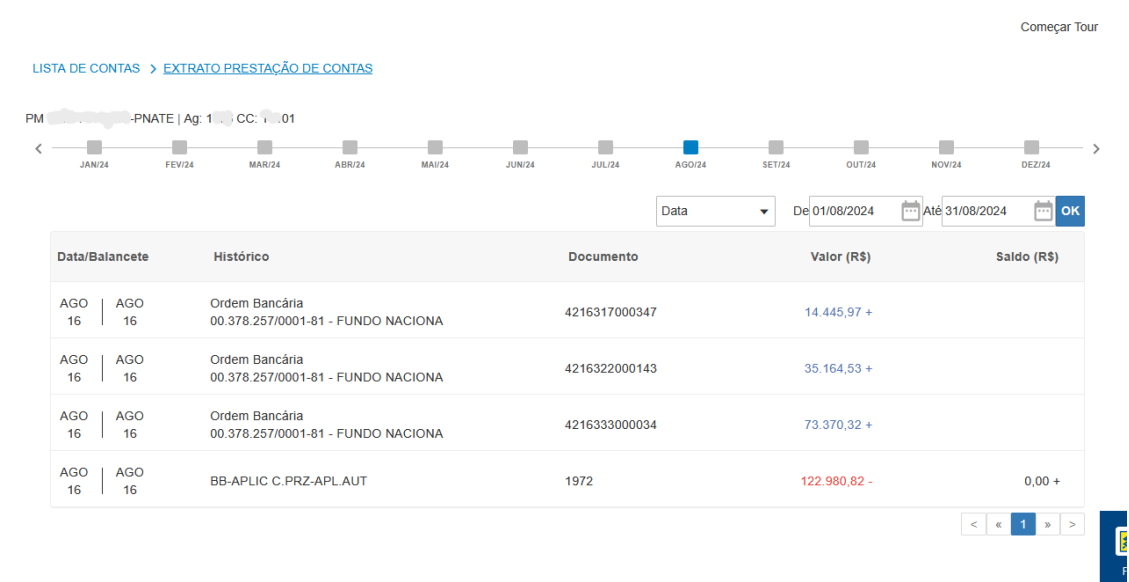 Começar Tour
LISTA DE CONTAS > EXTRATO PRESTAÇÃO DE CONTAS
PM -PNATE | Ag: 1 CC: 01
< >
JAN/24 FEV/24 MAR/24 ABR/24 MAI/24 JUN/24 JUL/24 AGO/24 SET/24 OUT/24 NOV/24 DEZ/24
Data De 01/08/2024 Até 31/08/2024 OK
Data/Balancete Histórico Documento Valor (R$) Saldo (R$)
AGO | AGO Ordem Bancária
16 16 00.378.257/0001-81 - FUNDO NACIONA 4216317000347 14.445,97 +
AGO | AGO Ordem Bancária
16 16 00.378.257/0001-81 - FUNDO NACIONA 4216322000143 35.164,53 +
AGO | AGO Ordem Bancária
16 16 00.378.257/0001-81 - FUNDO NACIONA 4216333000034 73.370,32 +
AGO | AGO
16 16 BB-APLIC C.PRZ-APL.AUT 1972 122.980,82 - 0,00 +
< « 1 » >